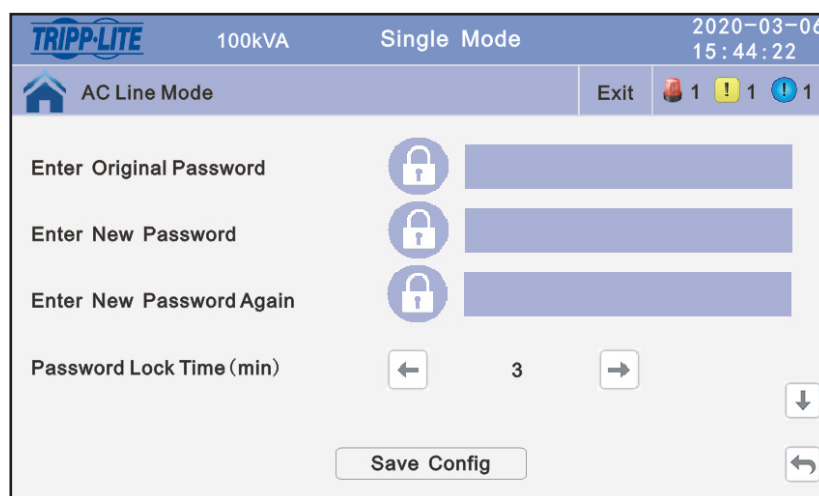 TRIPP·LITE 100kVA Single Mode 2020-03-06
15:44:22
AC Line Mode Exit 1 ! 1 ! 1
Enter Original Password
Enter New Password
Enter New Password Again
Password Lock Time (min) 3
Save Config